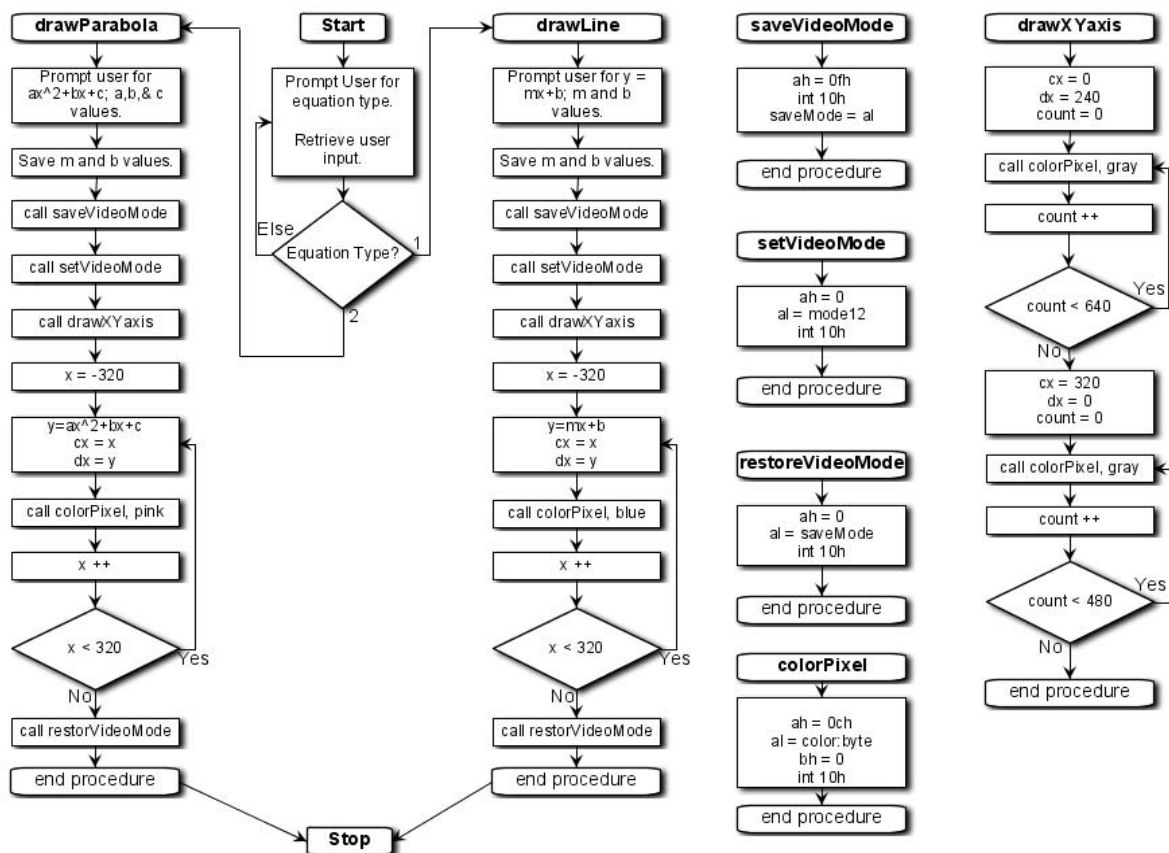 drawParabola
Prompt user for
ax^2+bx+c; a,b,& c
values.
Save m and b values.
call saveVideoMode
call setVideoMode
call drawXYaxis
x = -320
y=ax^2+bx+c
cx = x
dx = y
call colorPixel, pink
x ++
x < 320
Yes
No
call restorVideoMode
end procedure
Start
Prompt User for
equation type.
Retrieve user
input.
Else
Equation Type?
1
2
Stop
drawLine
Prompt user for y =
mx+b; m and b
values.
Save m and b values.
call saveVideoMode
call setVideoMode
call drawXYaxis
x = -320
y=mx+b
cx = x
dx = y
call colorPixel, blue
x ++
x < 320
Yes
No
call restorVideoMode
end procedure
saveVideoMode
ah = 0fh
int 10h
saveMode = al
end procedure
setVideoMode
ah = 0
al = mode12
int 10h
end procedure
restoreVideoMode
ah = 0
al = saveMode
int 10h
end procedure
colorPixel
ah = 0ch
al = color:byte
bh = 0
int 10h
end procedure
drawXYaxis
cx = 0
dx = 240
count = 0
call colorPixel, gray
count ++
count < 640
Yes
No
cx = 320
dx = 0
count = 0
call colorPixel, gray
count ++
count < 480
Yes
No
end procedure